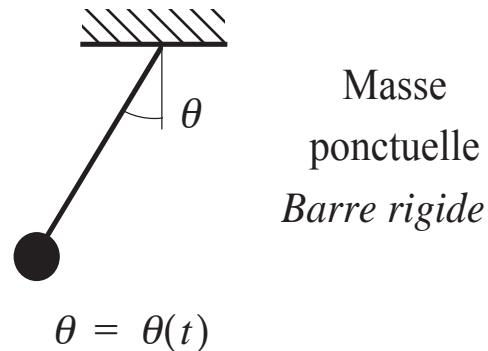 θ
Masse
ponctuelle
Barre rigide
θ = θ(t)